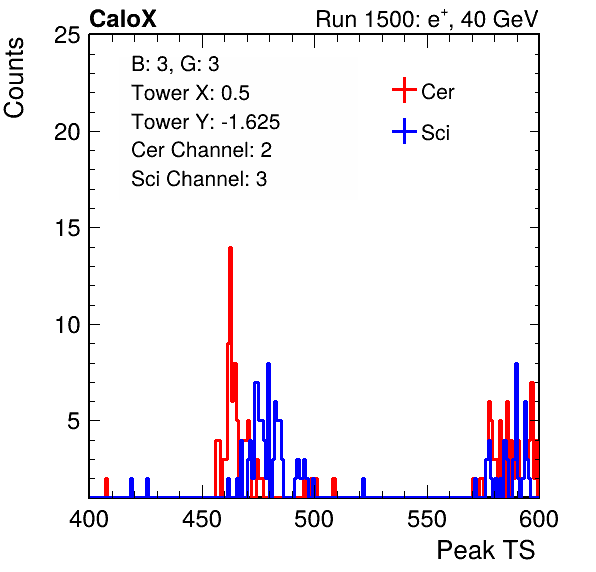 CaloX Run 1500: e⁺, 40 GeV
B: 3, G: 3
Tower X: 0.5
Tower Y: -1.625
Cer Channel: 2
Sci Channel: 3
Cer
Sci
Counts
25
20
15
10
5
400 450 500 550 600
Peak TS